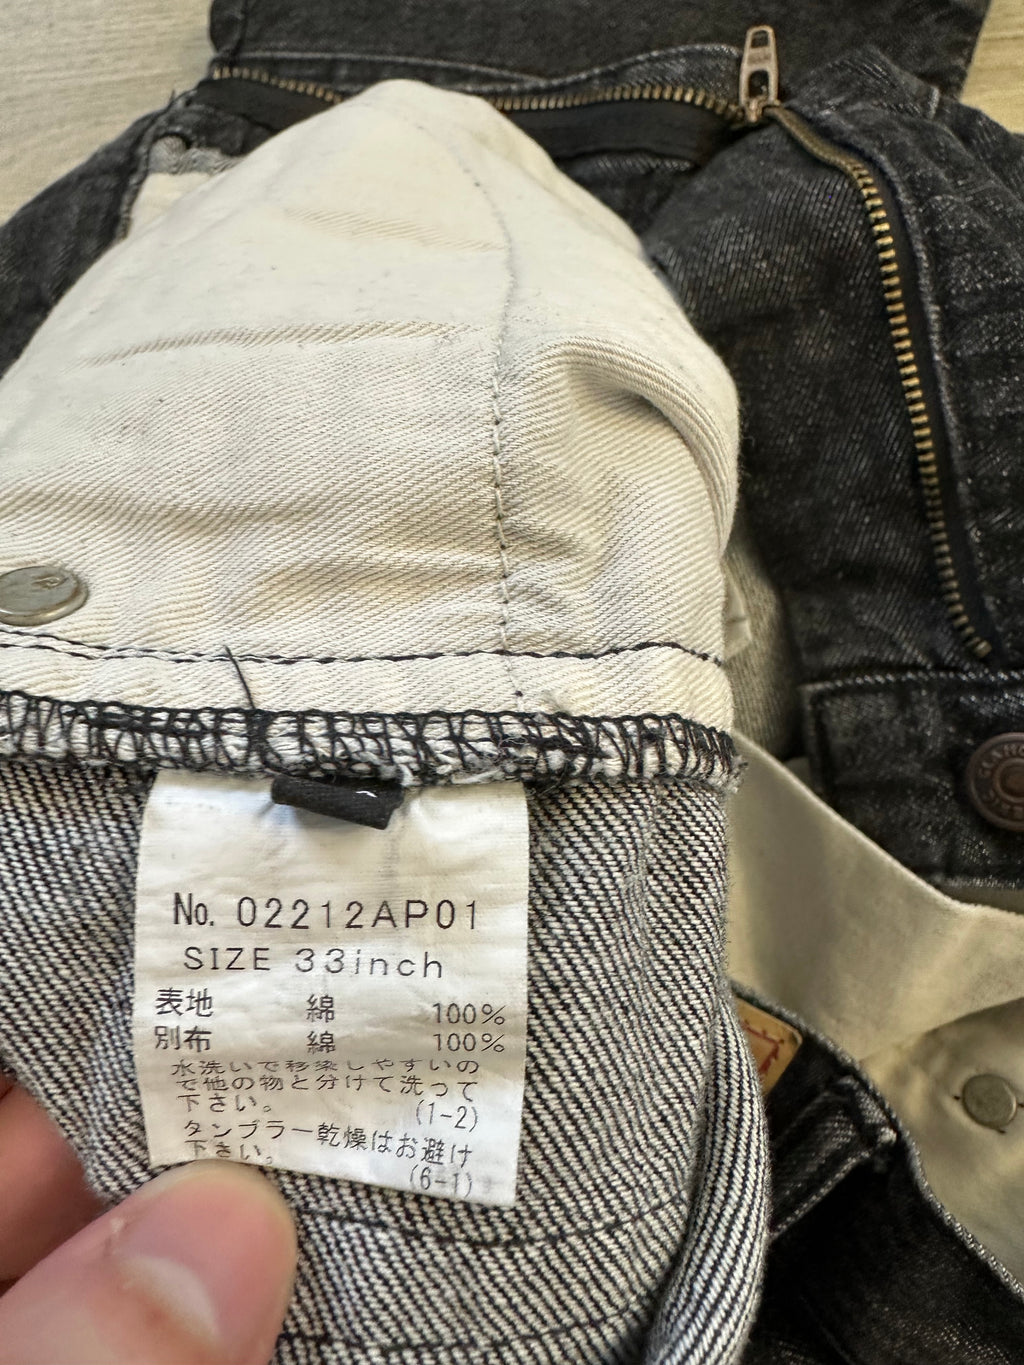 No. 02212AP01
SIZE 33inch
表地 綿 100%
別布 綿 100%
水洗いで移染しやすいの
で他の物と分けて洗って
下さい。 (1-2)
タンブラー乾燥はお避け
下さい。 (6-1)